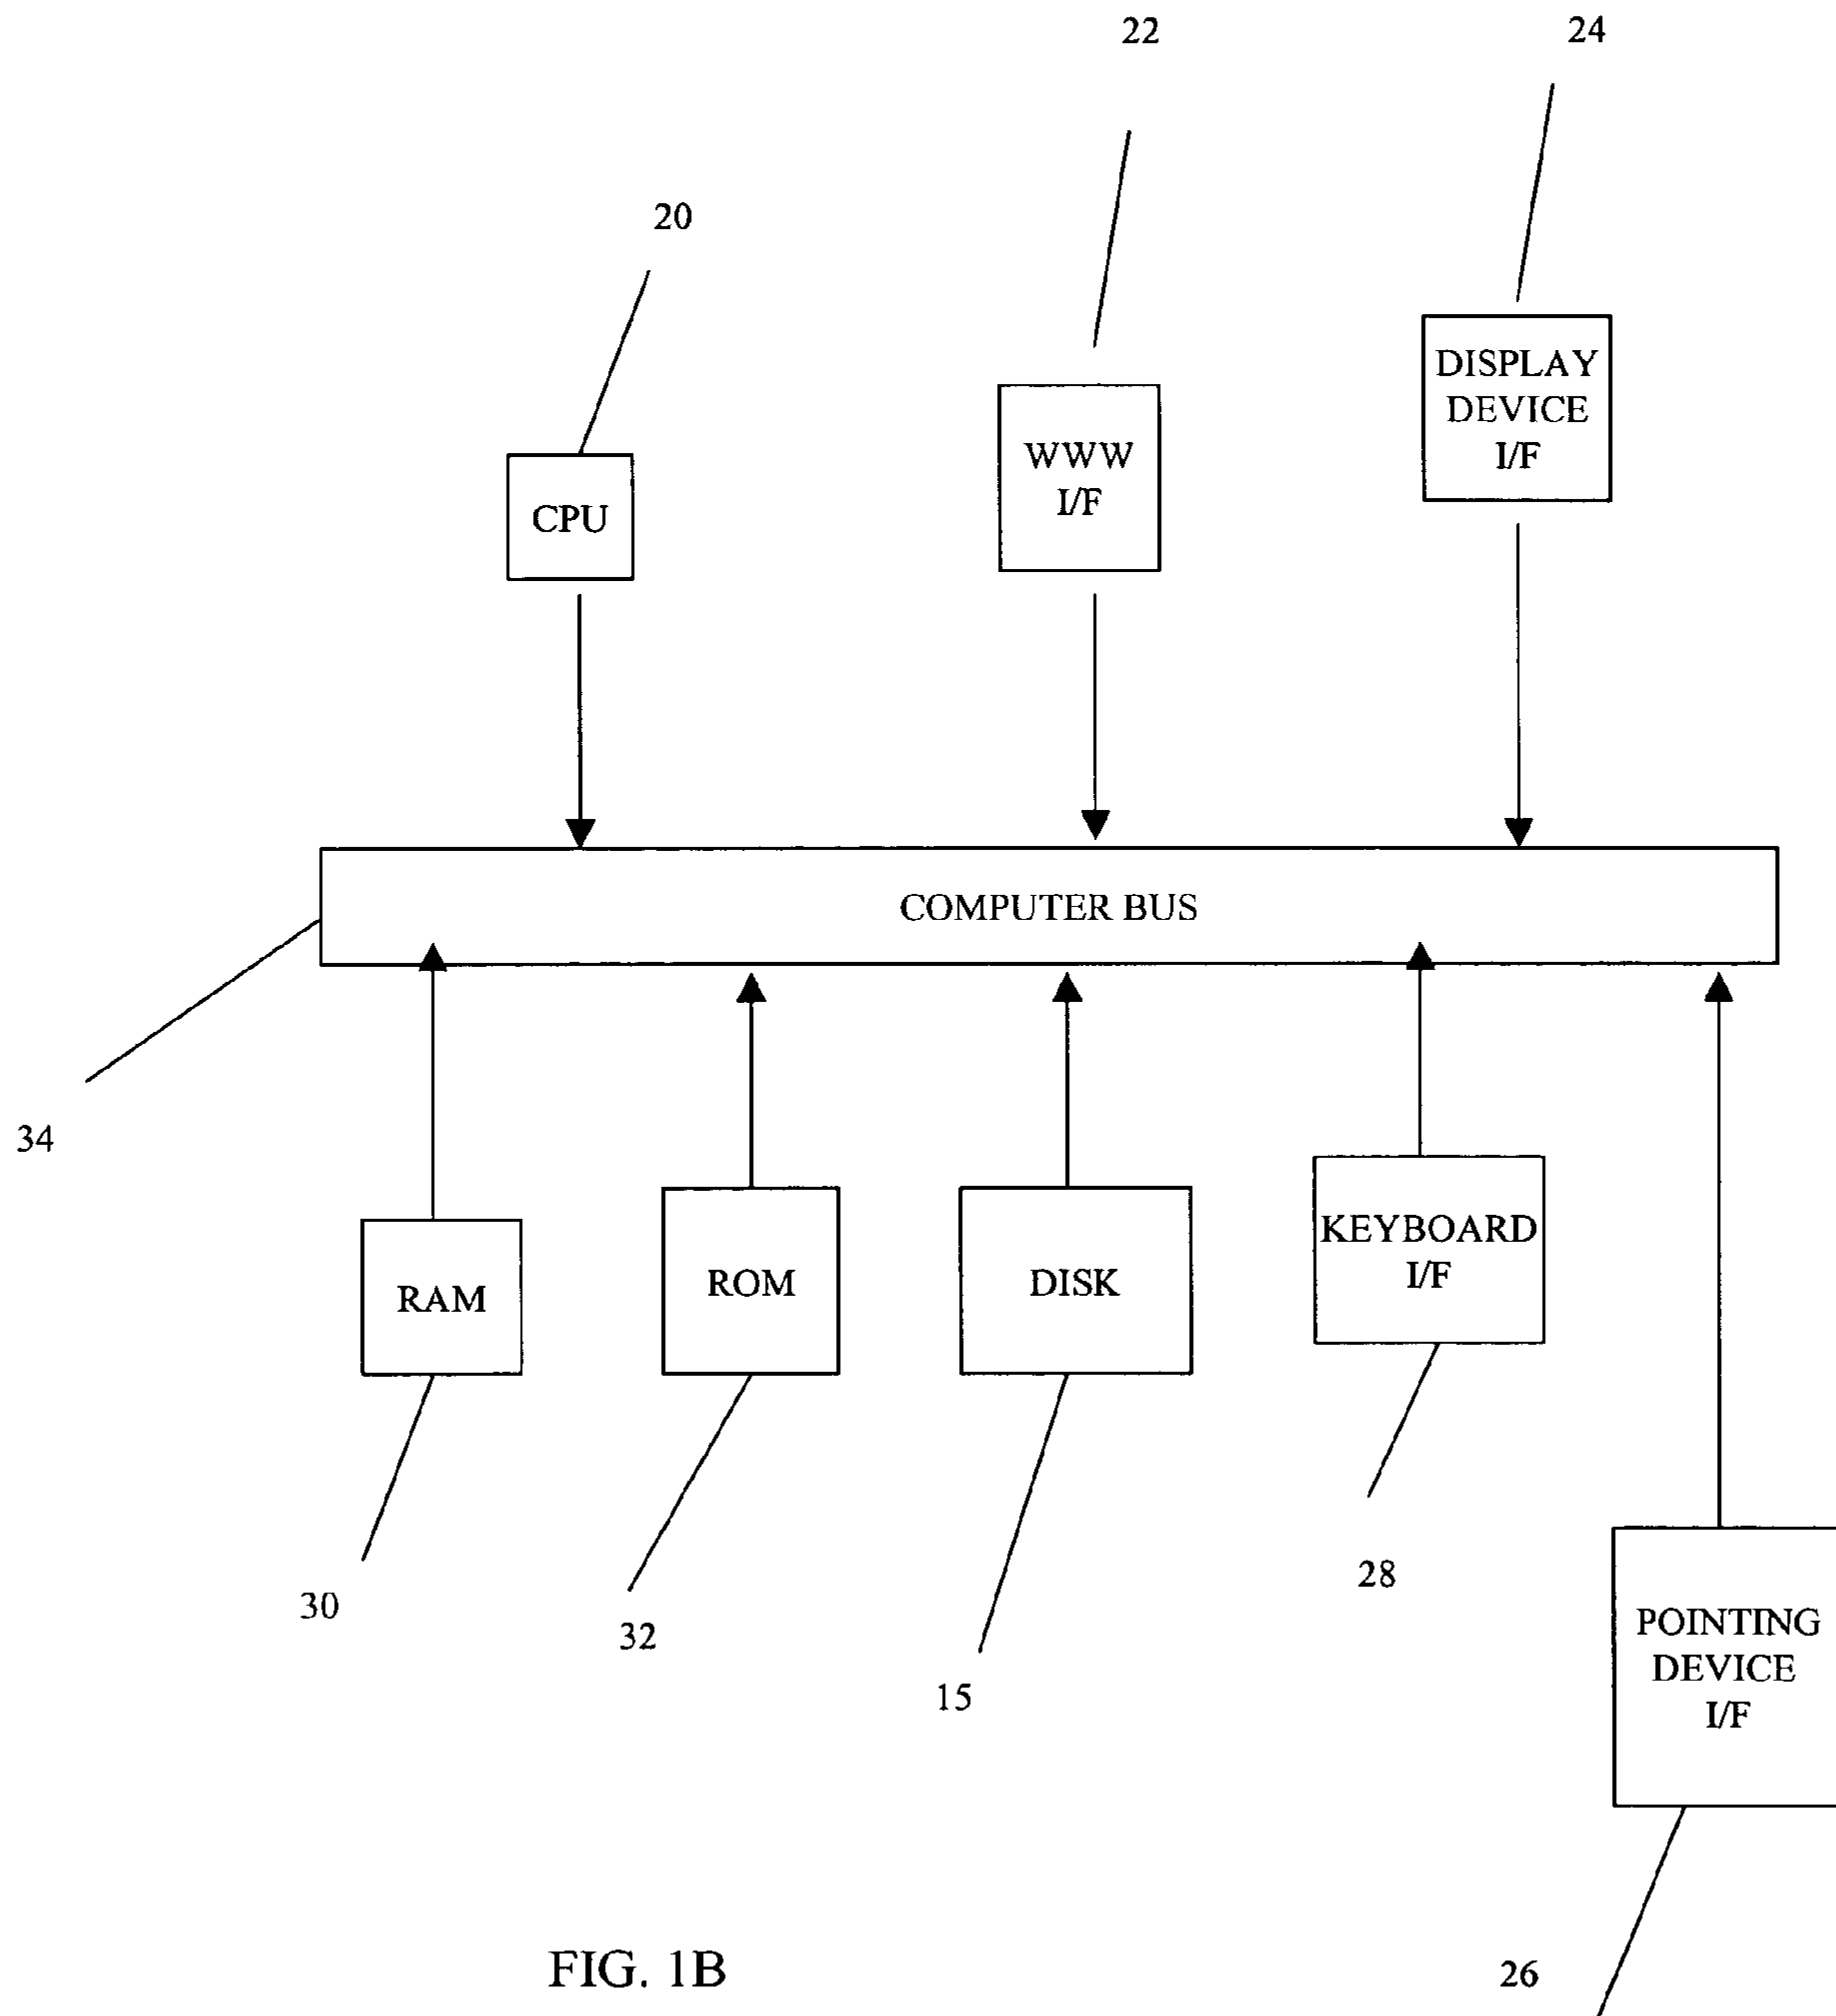 22
24
20
DISPLAY
DEVICE
I/F
WWW
I/F
CPU
COMPUTER BUS
34
RAM
ROM
DISK
KEYBOARD
I/F
30
32
15
28
POINTING
DEVICE
I/F
26
FIG. 1B